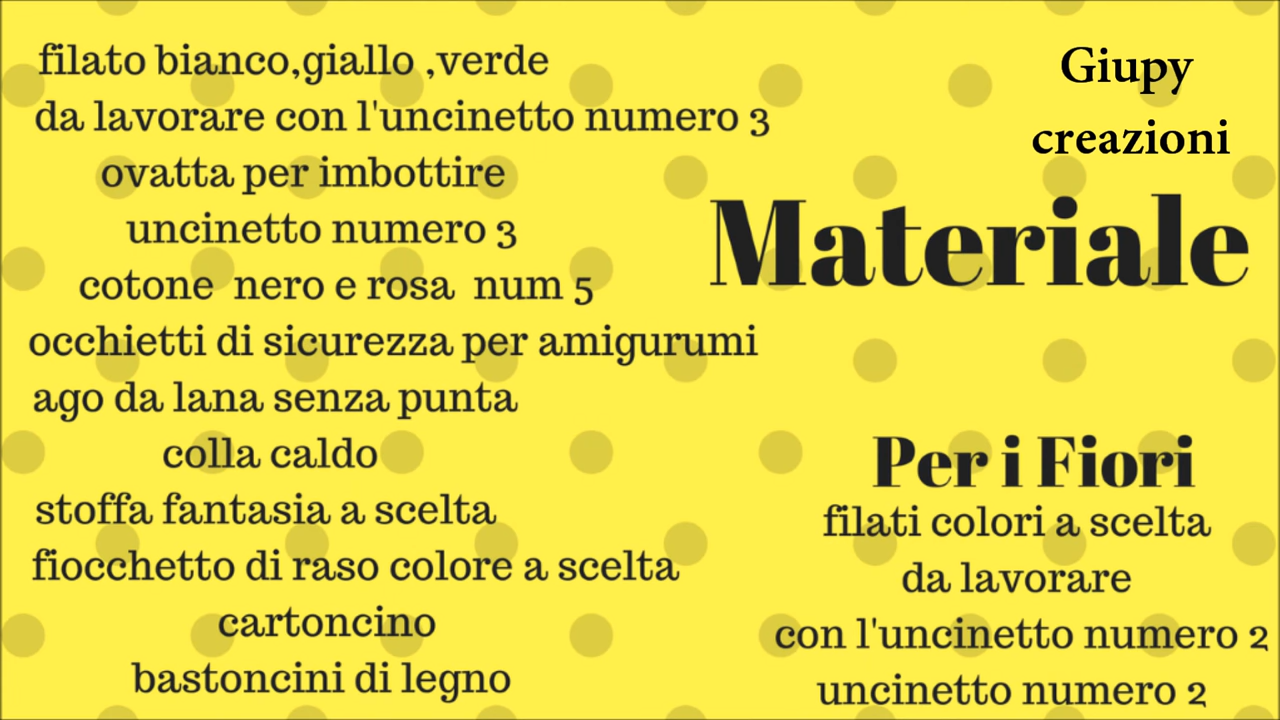 filato bianco,giallo ,verde
da lavorare con l'uncinetto numero 3
ovatta per imbottire
uncinetto numero 3
cotone nero e rosa num 5
occhietti di sicurezza per amigurumi
ago da lana senza punta
colla caldo
stoffa fantasia a scelta
fiocchetto di raso colore a scelta
cartoncino
bastoncini di legno
Giupy
creazioni
Materiale
Per i Fiori
filati colori a scelta
da lavorare
con l'uncinetto numero 2
uncinetto numero 2